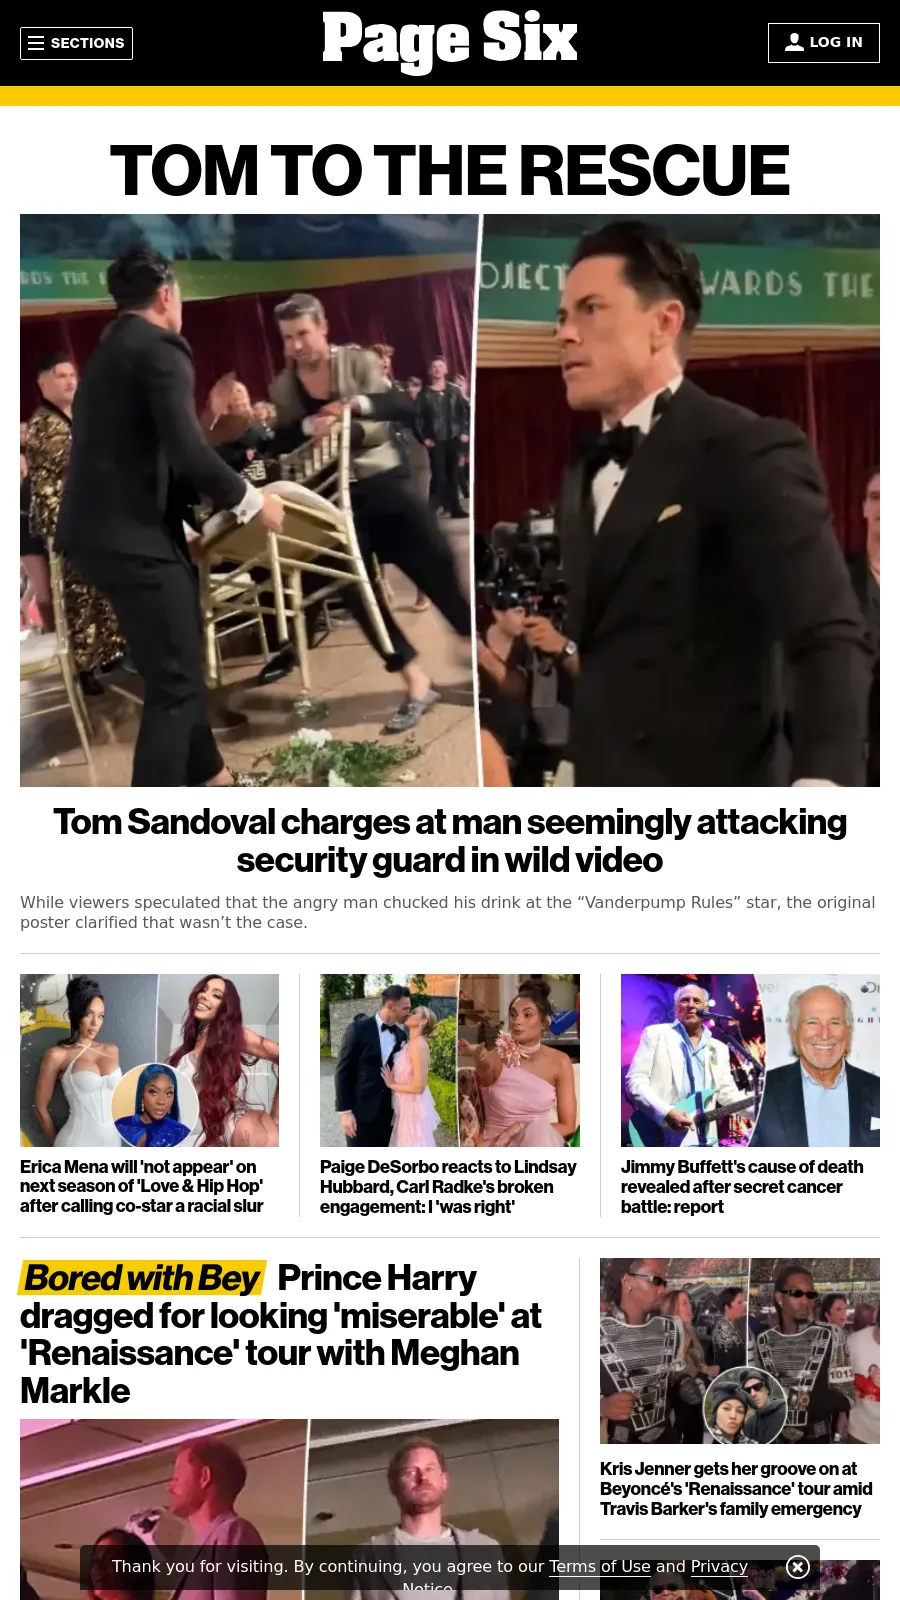 SECTIONS
Page Six
LOG IN
TOM TO THE RESCUE
RDS THE
OJECT
WARDS THE
Tom Sandoval charges at man seemingly attacking
security guard in wild video
While viewers speculated that the angry man chucked his drink at the “Vanderpump Rules” star, the original
poster clarified that wasn’t the case.
Erica Mena will 'not appear' on
next season of 'Love & Hip Hop'
after calling co-star a racial slur
Paige DeSorbo reacts to Lindsay
Hubbard, Carl Radke's broken
engagement: I 'was right'
Jimmy Buffett's cause of death
revealed after secret cancer
battle: report
Bored with Bey Prince Harry
dragged for looking 'miserable' at
'Renaissance' tour with Meghan
Markle
1013
Kris Jenner gets her groove on at
Beyoncé's 'Renaissance' tour amid
Travis Barker's family emergency
Thank you for visiting. By continuing, you agree to our Terms of Use and Privacy
Notice